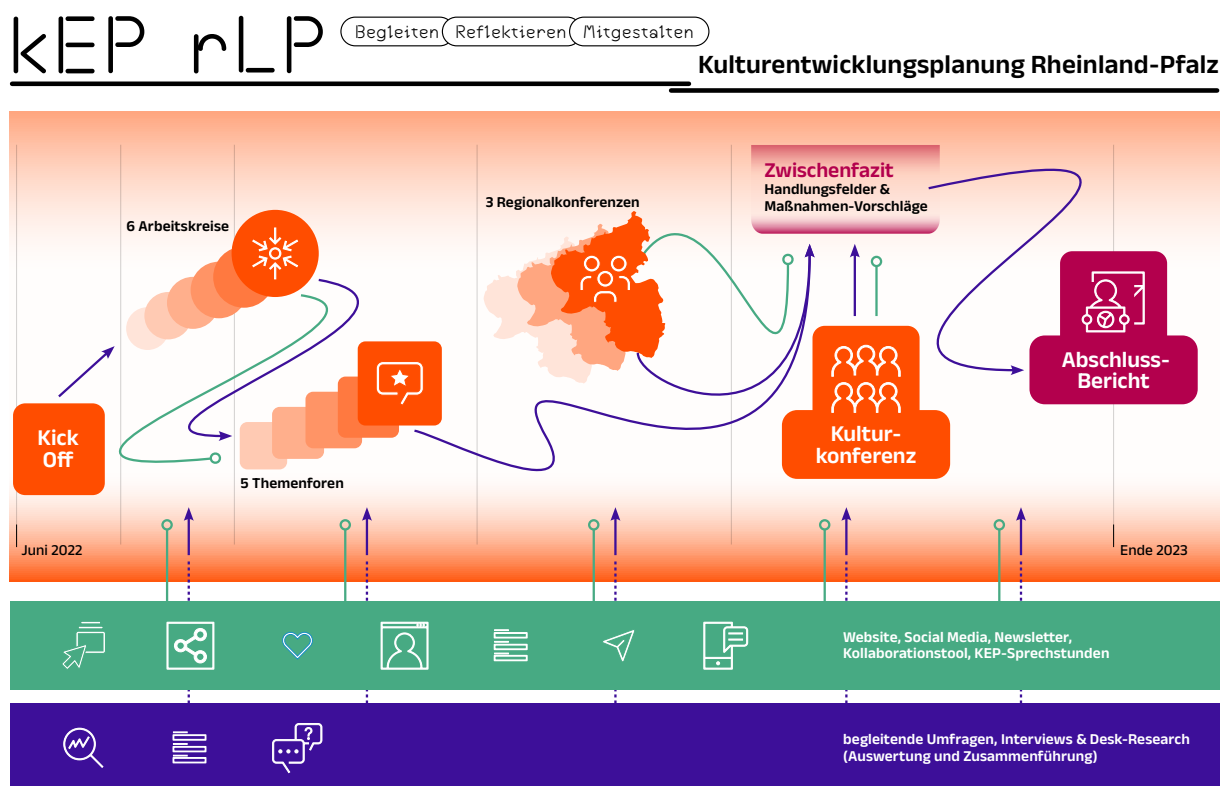 kEP rLP
Begleiten Reflektieren Mitgestalten
Kulturentwicklungsplanung Rheinland-Pfalz
Zwischenfazit
Handlungsfelder &
Maßnahmen-Vorschläge
6 Arbeitskreise
3 Regionalkonferenzen
Abschluss-
Bericht
Kick
Off
Kultur-
konferenz
5 Themenforen
Juni 2022
Ende 2023
Website, Social Media, Newsletter,
Kollaborationstool, KEP-Sprechstunden
?
begleitende Umfragen, Interviews & Desk-Research
(Auswertung und Zusammenführung)